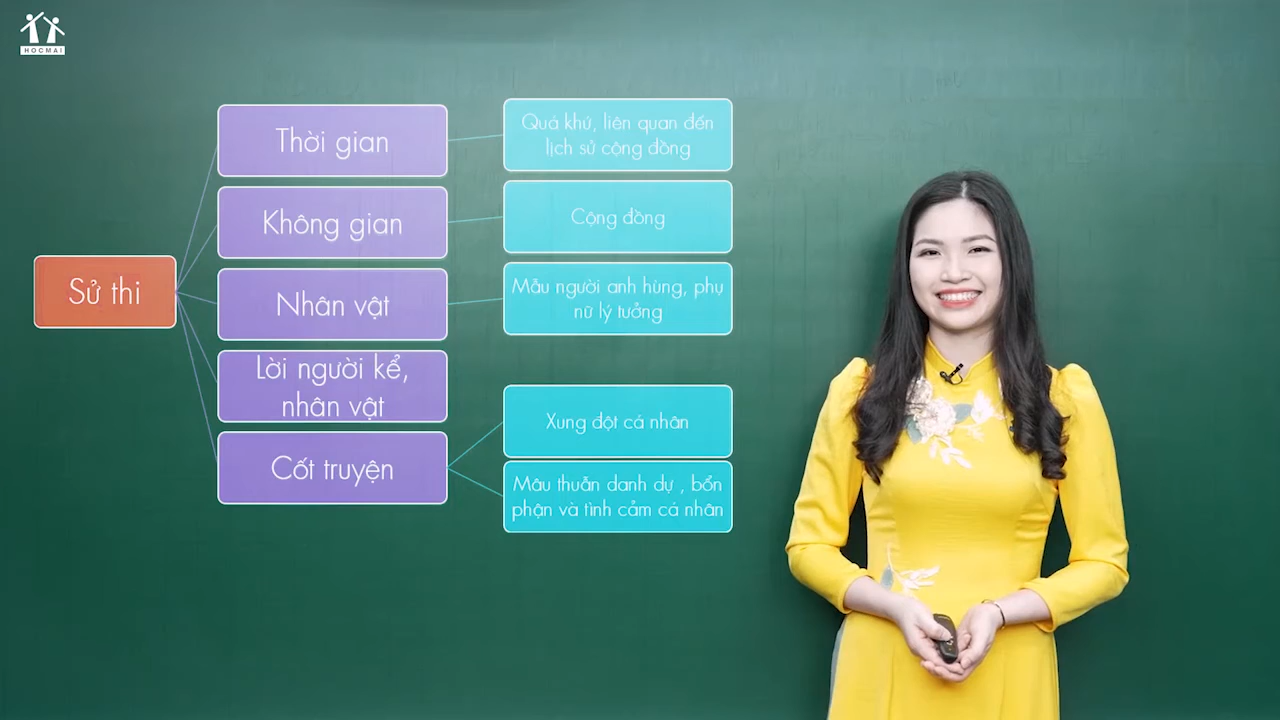 HOCMAI
Sử thi
Thời gian
Quá khứ, liên quan đến
lịch sử cộng đồng
Không gian
Cộng đồng
Nhân vật
Mẫu người anh hùng, phụ
nữ lý tưởng
Lời người kể,
nhân vật
Cốt truyện
Xung đột cá nhân
Mâu thuẫn danh dự , bổn
phận và tình cảm cá nhân